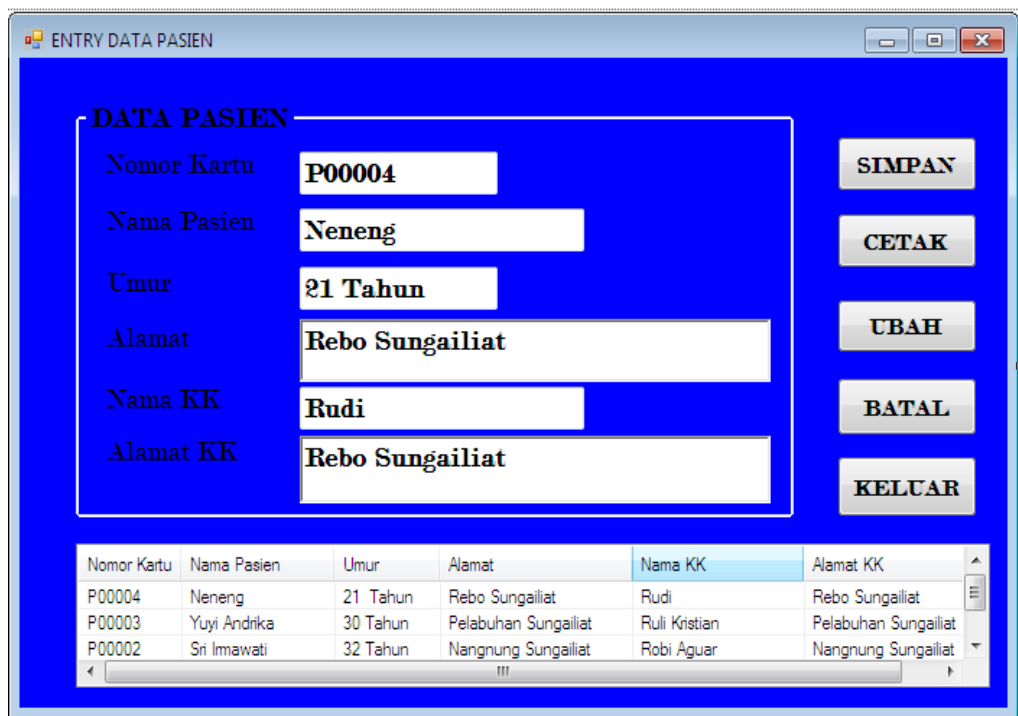 ENTRY DATA PASIEN
DATA PASIEN
Nomor Kartu P00004
Nama Pasien Neneng
Umur 21 Tahun
Alamat Rebo Sungailiat
Nama KK Rudi
Alamat KK Rebo Sungailiat
SIMPAN
CETAK
UBAH
BATAL
KELUAR
Nomor Kartu Nama Pasien Umur Alamat Nama KK Alamat KK
P00004 Neneng 21 Tahun Rebo Sungailiat Rudi Rebo Sungailiat
P00003 Yuyi Andrika 30 Tahun Pelabuhan Sungailiat Ruli Kristian Pelabuhan Sungailiat
P00002 Sri Imawati 32 Tahun Nangnung Sungailiat Robi Aguar Nangnung Sungailiat